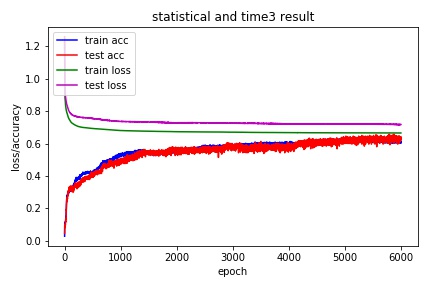 statistical and time3 result
train acc
test acc
train loss
test loss
loss/accuracy
1.2
1.0
0.8
0.6
0.4
0.2
0.0
0 1000 2000 3000 4000 5000 6000
epoch